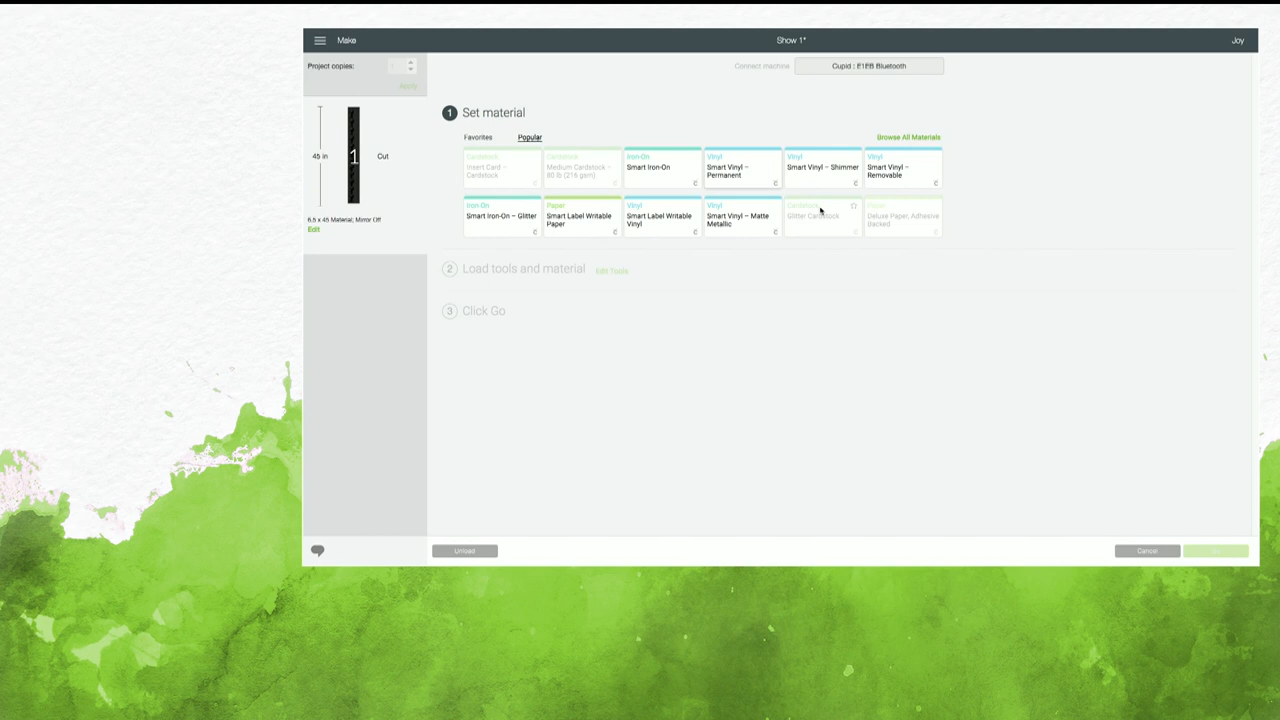 Make
Show 1*
Joy
Project copies:
Apply
Connect machine
Cupid : E1EB Bluetooth
45 in
1
Cut
6.5 x 45 Material; Mirror Off
Edit
1 Set material
Favorites
Popular
Browse All Materials
Cardstock
Insert Card –
Cardstock
Cardstock
Medium Cardstock –
80 lb (216 gsm)
Iron-On
Smart Iron-On
Vinyl
Smart Vinyl –
Permanent
Vinyl
Smart Vinyl – Shimmer
Vinyl
Smart Vinyl –
Removable
Iron-On
Smart Iron-On – Glitter
Paper
Smart Label Writable
Paper
Vinyl
Smart Label Writable
Vinyl
Vinyl
Smart Vinyl – Matte
Metallic
Cardstock
Glitter Cardstock
Paper
Deluxe Paper, Adhesive
Backed
2 Load tools and material
Edit Tools
3 Click Go
Unload
Cancel